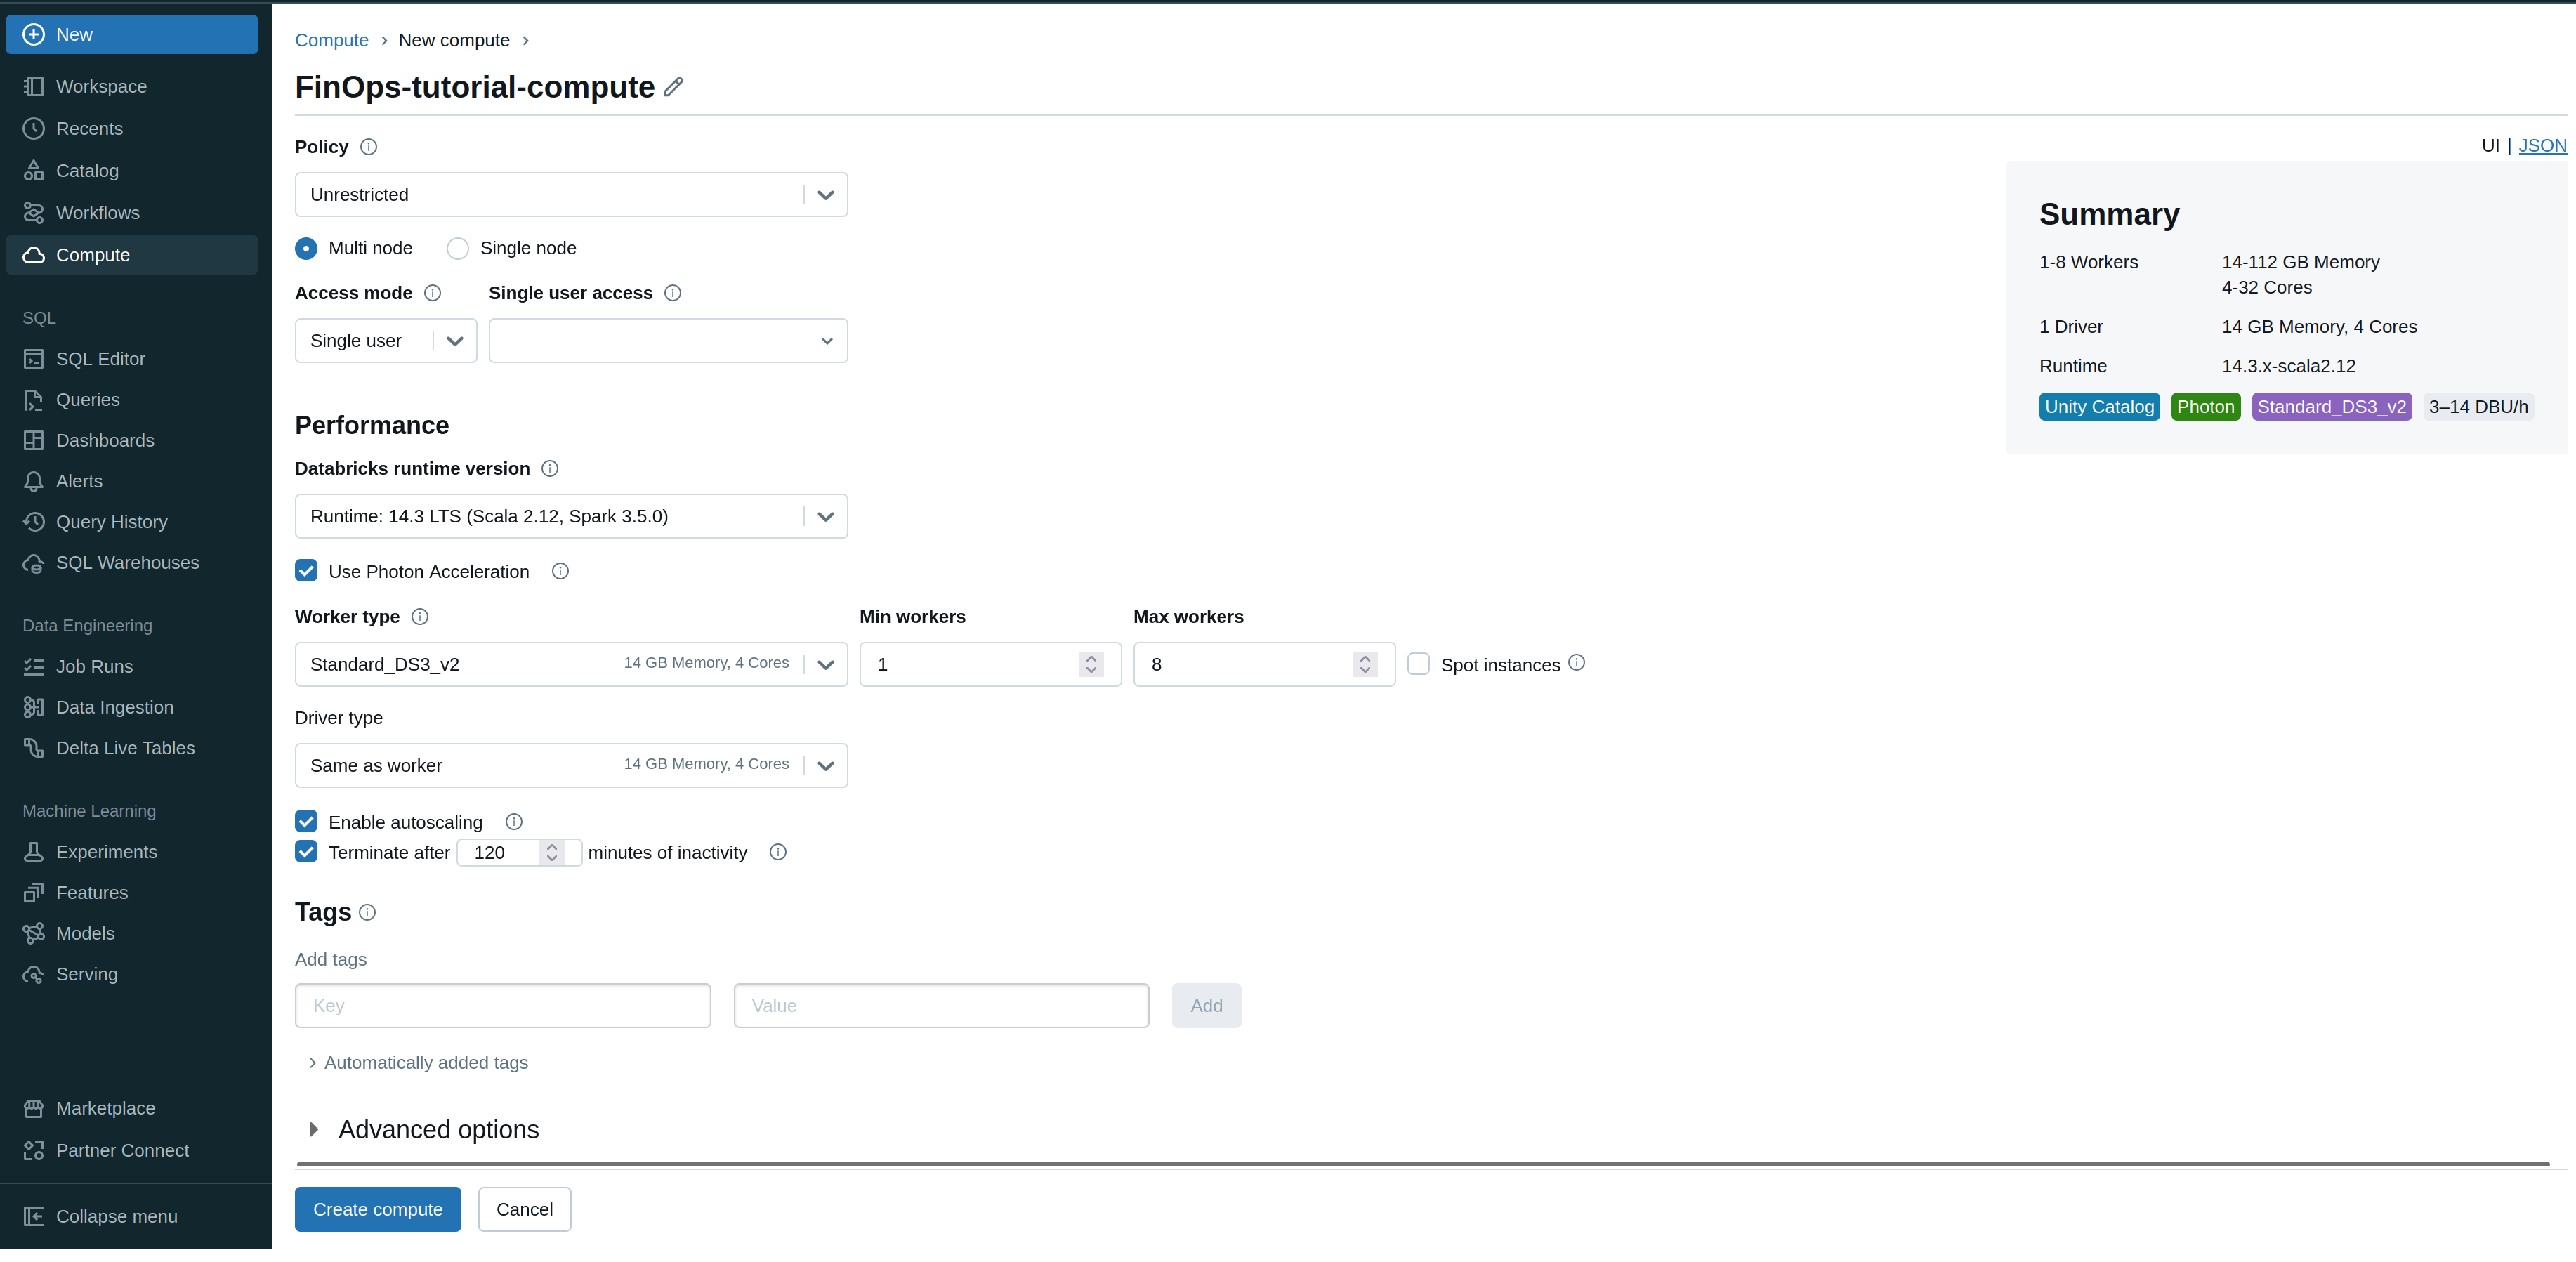 New
Workspace
Recents
Catalog
Workflows
Compute
SQL
SQL Editor
Queries
Dashboards
Alerts
Query History
SQL Warehouses
Data Engineering
Job Runs
Data Ingestion
Delta Live Tables
Machine Learning
Experiments
Features
Models
Serving
Marketplace
Partner Connect
Collapse menu
Compute > New compute >
FinOps-tutorial-compute
Policy
Unrestricted
Multi node Single node
Access mode Single user access
Single user
Performance
Databricks runtime version
Runtime: 14.3 LTS (Scala 2.12, Spark 3.5.0)
Use Photon Acceleration
Worker type Min workers Max workers
Standard_DS3_v2 14 GB Memory, 4 Cores 1 8 Spot instances
Driver type
Same as worker 14 GB Memory, 4 Cores
Enable autoscaling
Terminate after 120 minutes of inactivity
Tags
Add tags
Key Value Add
Automatically added tags
Advanced options
Create compute Cancel
UI | JSON
Summary
1-8 Workers 14-112 GB Memory
4-32 Cores
1 Driver 14 GB Memory, 4 Cores
Runtime 14.3.x-scala2.12
Unity Catalog Photon Standard_DS3_v2 3–14 DBU/h